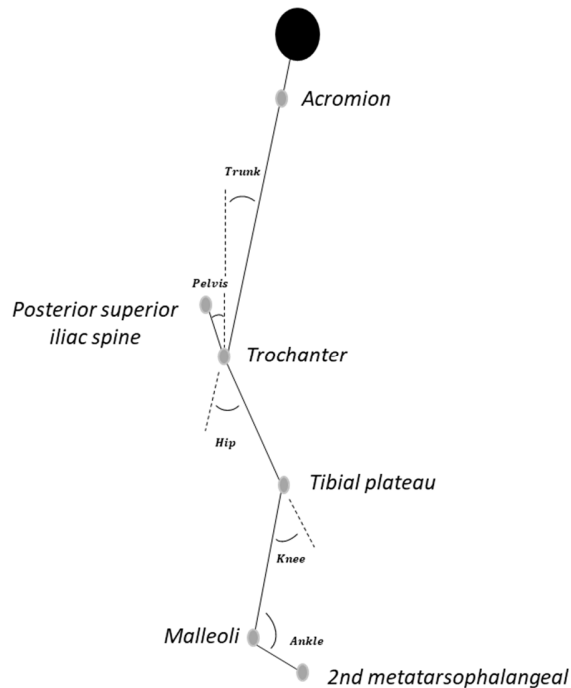 Acromion
Trunk
Pelvis
Posterior superior
iliac spine
Trochanter
Hip
Tibial plateau
Knee
Malleoli
Ankle
2nd metatarsophalangeal